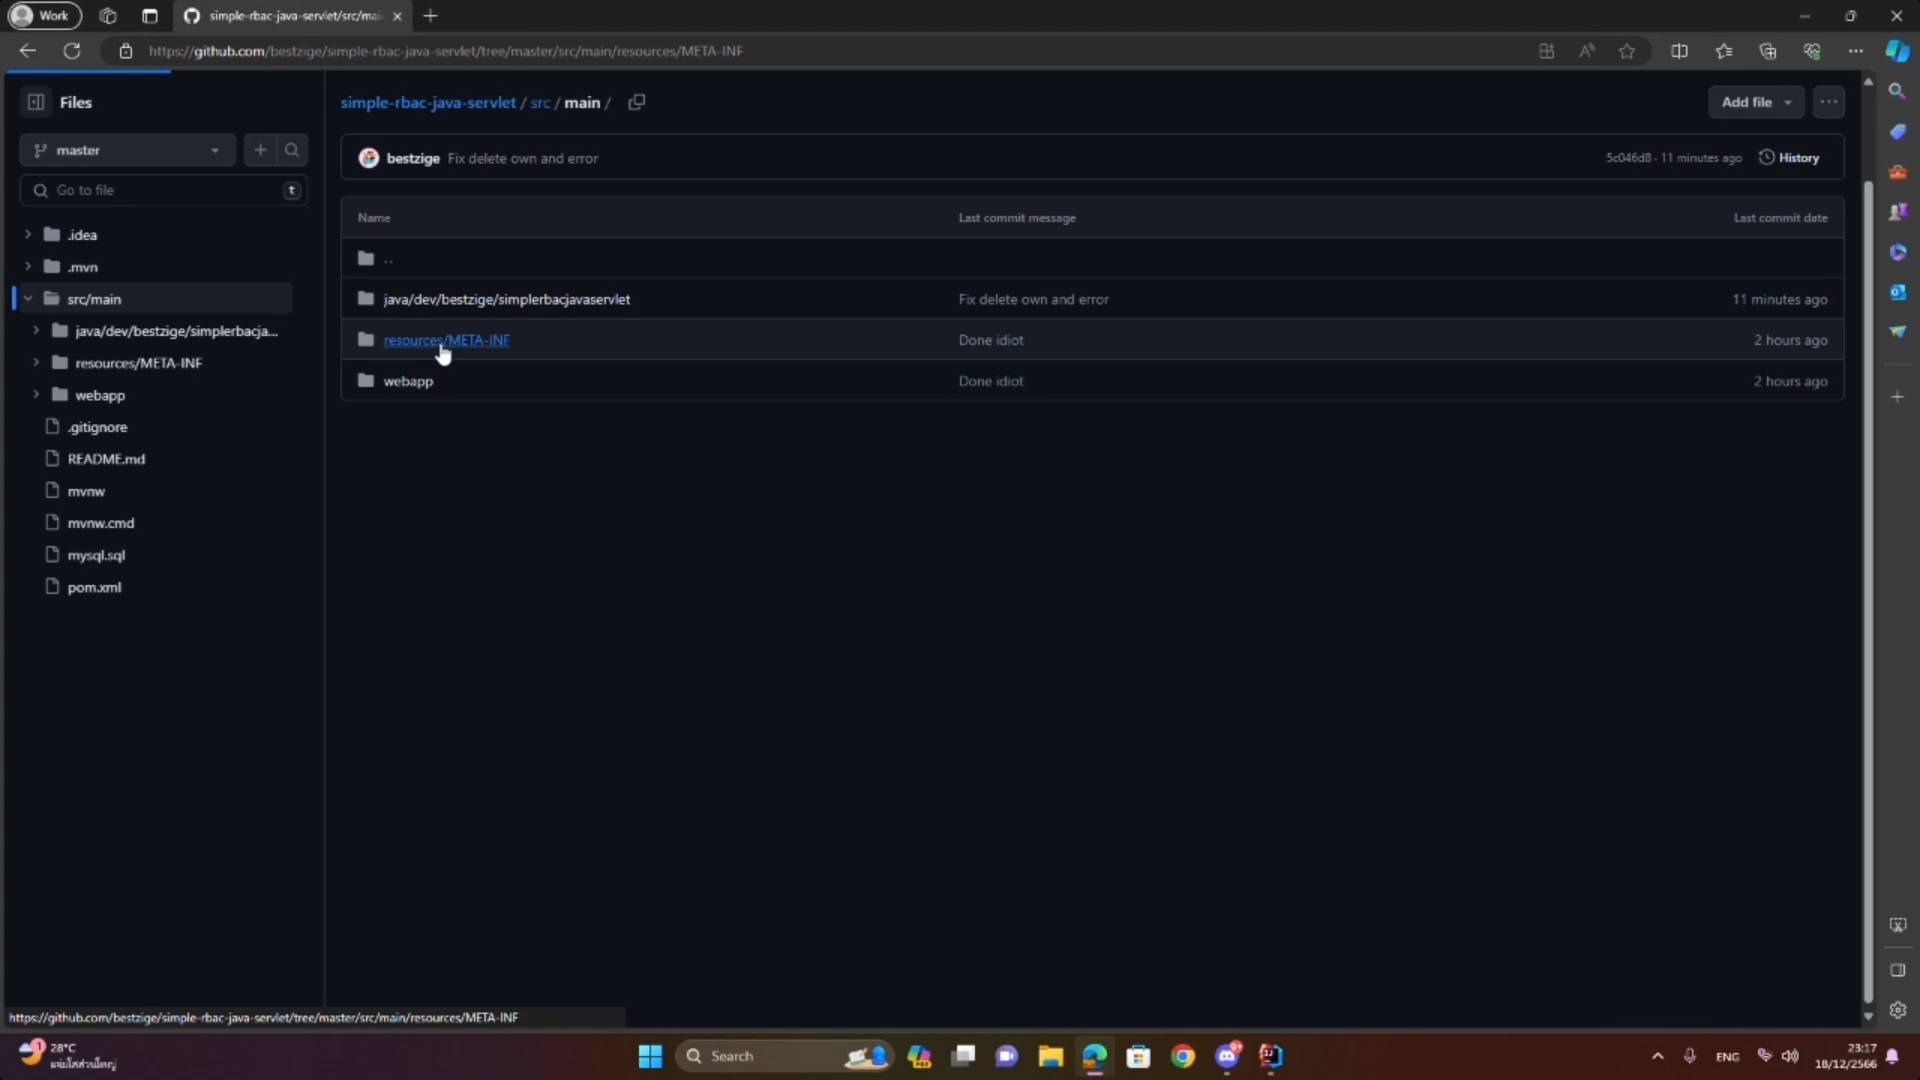 Work
simple-rbac-java-servlet/src/mai
https://github.com/bestzige/simple-rbac-java-servlet/tree/master/src/main/resources/META-INF
Files
simple-rbac-java-servlet / src / main /
Add file
master
bestzige Fix delete own and error
5c046d8 · 11 minutes ago
History
Go to file
t
Name
Last commit message
Last commit date
.idea
..
.mvn
src/main
java/dev/bestzige/simplerbacjavaservlet
Fix delete own and error
11 minutes ago
java/dev/bestzige/simplerbacja...
resources/META-INF
Done idiot
2 hours ago
resources/META-INF
webapp
Done idiot
2 hours ago
webapp
.gitignore
README.md
mvnw
mvnw.cmd
mysql.sql
pom.xml
https://github.com/bestzige/simple-rbac-java-servlet/tree/master/src/main/resources/META-INF
1
28°C
Search
9+
ENG
23:17
18/12/2566